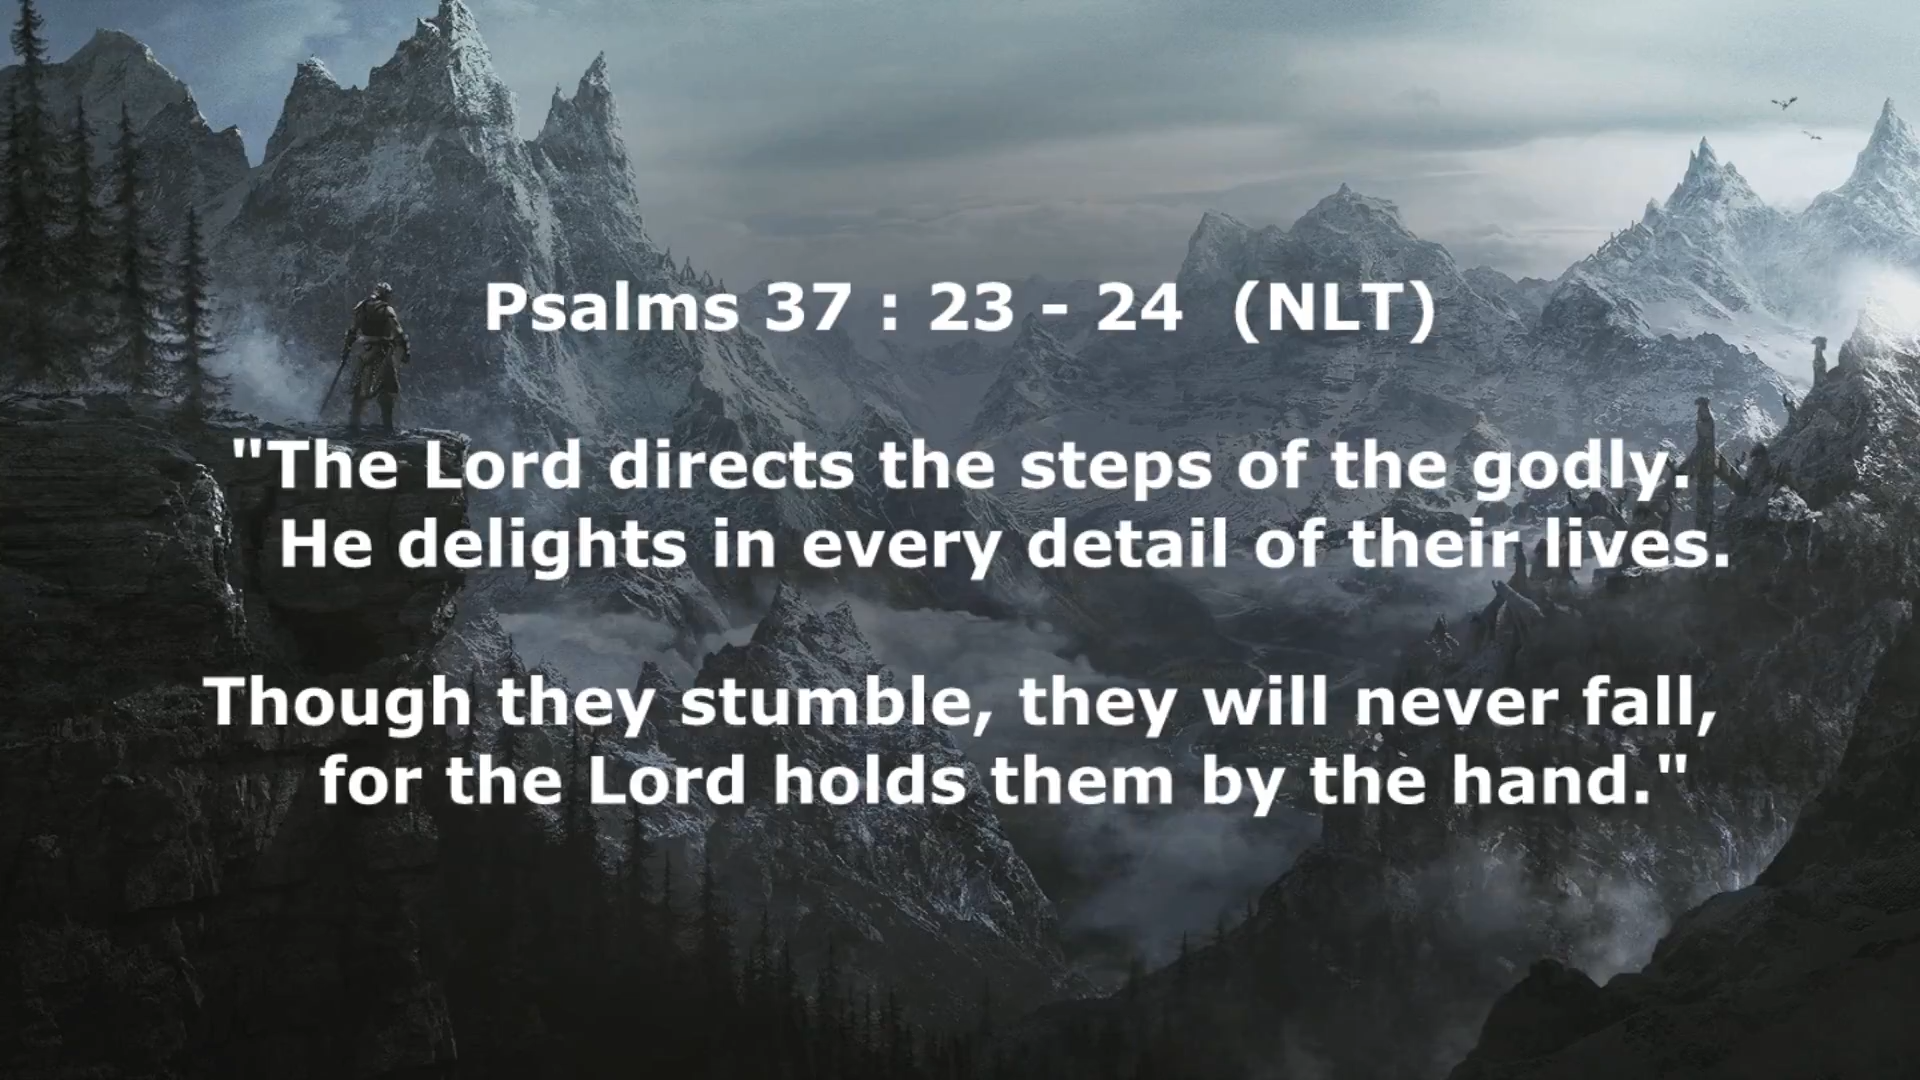 Psalms 37 : 23 - 24 (NLT)
"The Lord directs the steps of the godly.
He delights in every detail of their lives.
Though they stumble, they will never fall,
for the Lord holds them by the hand."